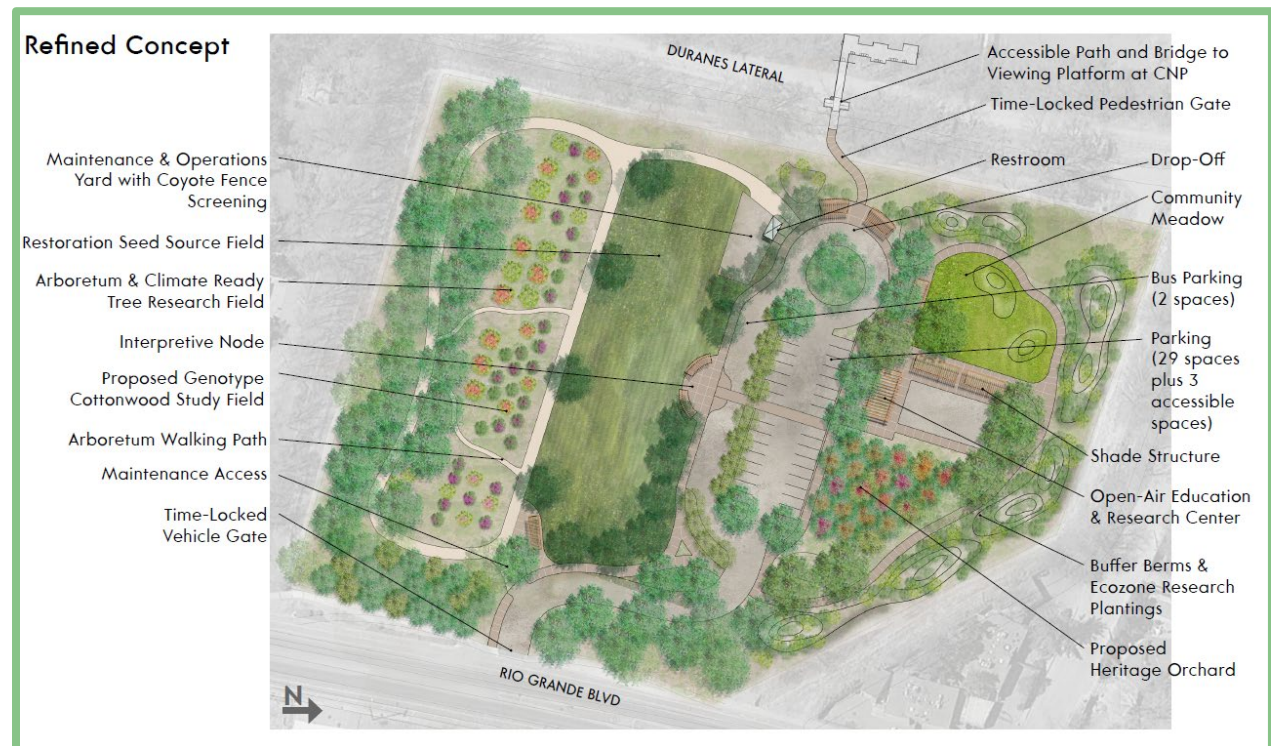 Refined Concept
DURANES LATERAL
Accessible Path and Bridge to
Viewing Platform at CNP
Time-Locked Pedestrian Gate
Restroom
Drop-Off
Community
Meadow
Bus Parking
(2 spaces)
Parking
(29 spaces
plus 3
accessible
spaces)
Shade Structure
Open-Air Education
& Research Center
Buffer Berms &
Ecozone Research
Plantings
Proposed
Heritage Orchard
Maintenance & Operations
Yard with Coyote Fence
Screening
Restoration Seed Source Field
Arboretum & Climate Ready
Tree Research Field
Interpretive Node
Proposed Genotype
Cottonwood Study Field
Arboretum Walking Path
Maintenance Access
Time-Locked
Vehicle Gate
RIO GRANDE BLVD
N